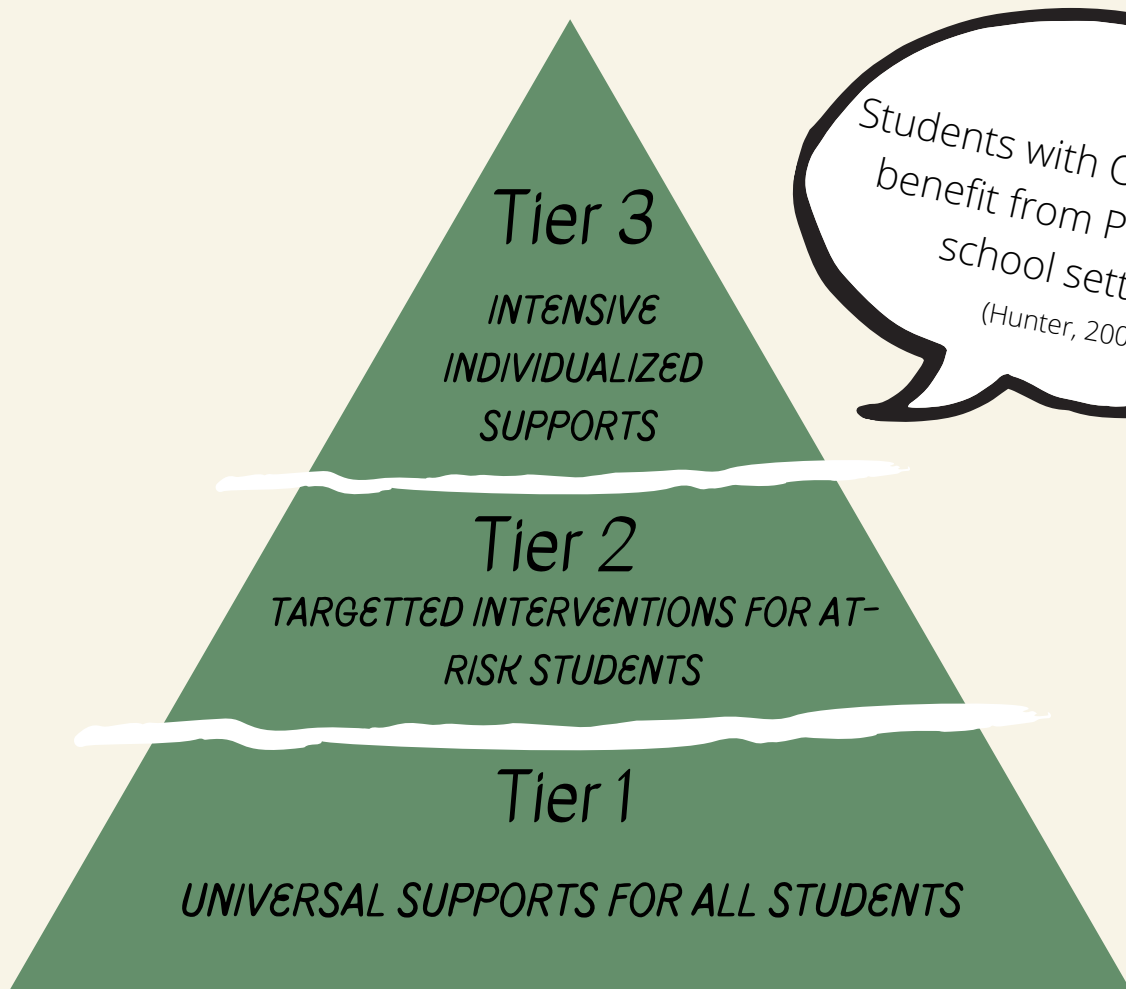 Students with
benefit from
school
(Hunter,
Tier 3
INTENSIVE
INDIVIDUALIZED
SUPPORTS
Tier 2
TARGETTED INTERVENTIONS FOR AT-
RISK STUDENTS
Tier 1
UNIVERSAL SUPPORTS FOR ALL STUDENTS